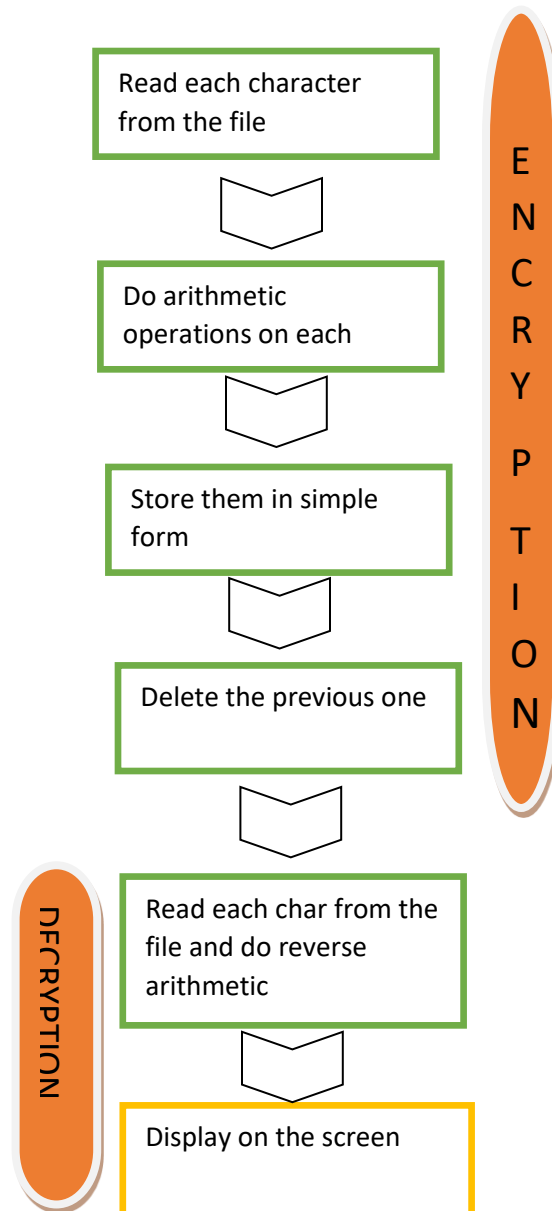 Read each character
from the file
Do arithmetic
operations on each
Store them in simple
form
Delete the previous one
Read each char from the
file and do reverse
arithmetic
Display on the screen
ENCRYPTION
DECRYPTION